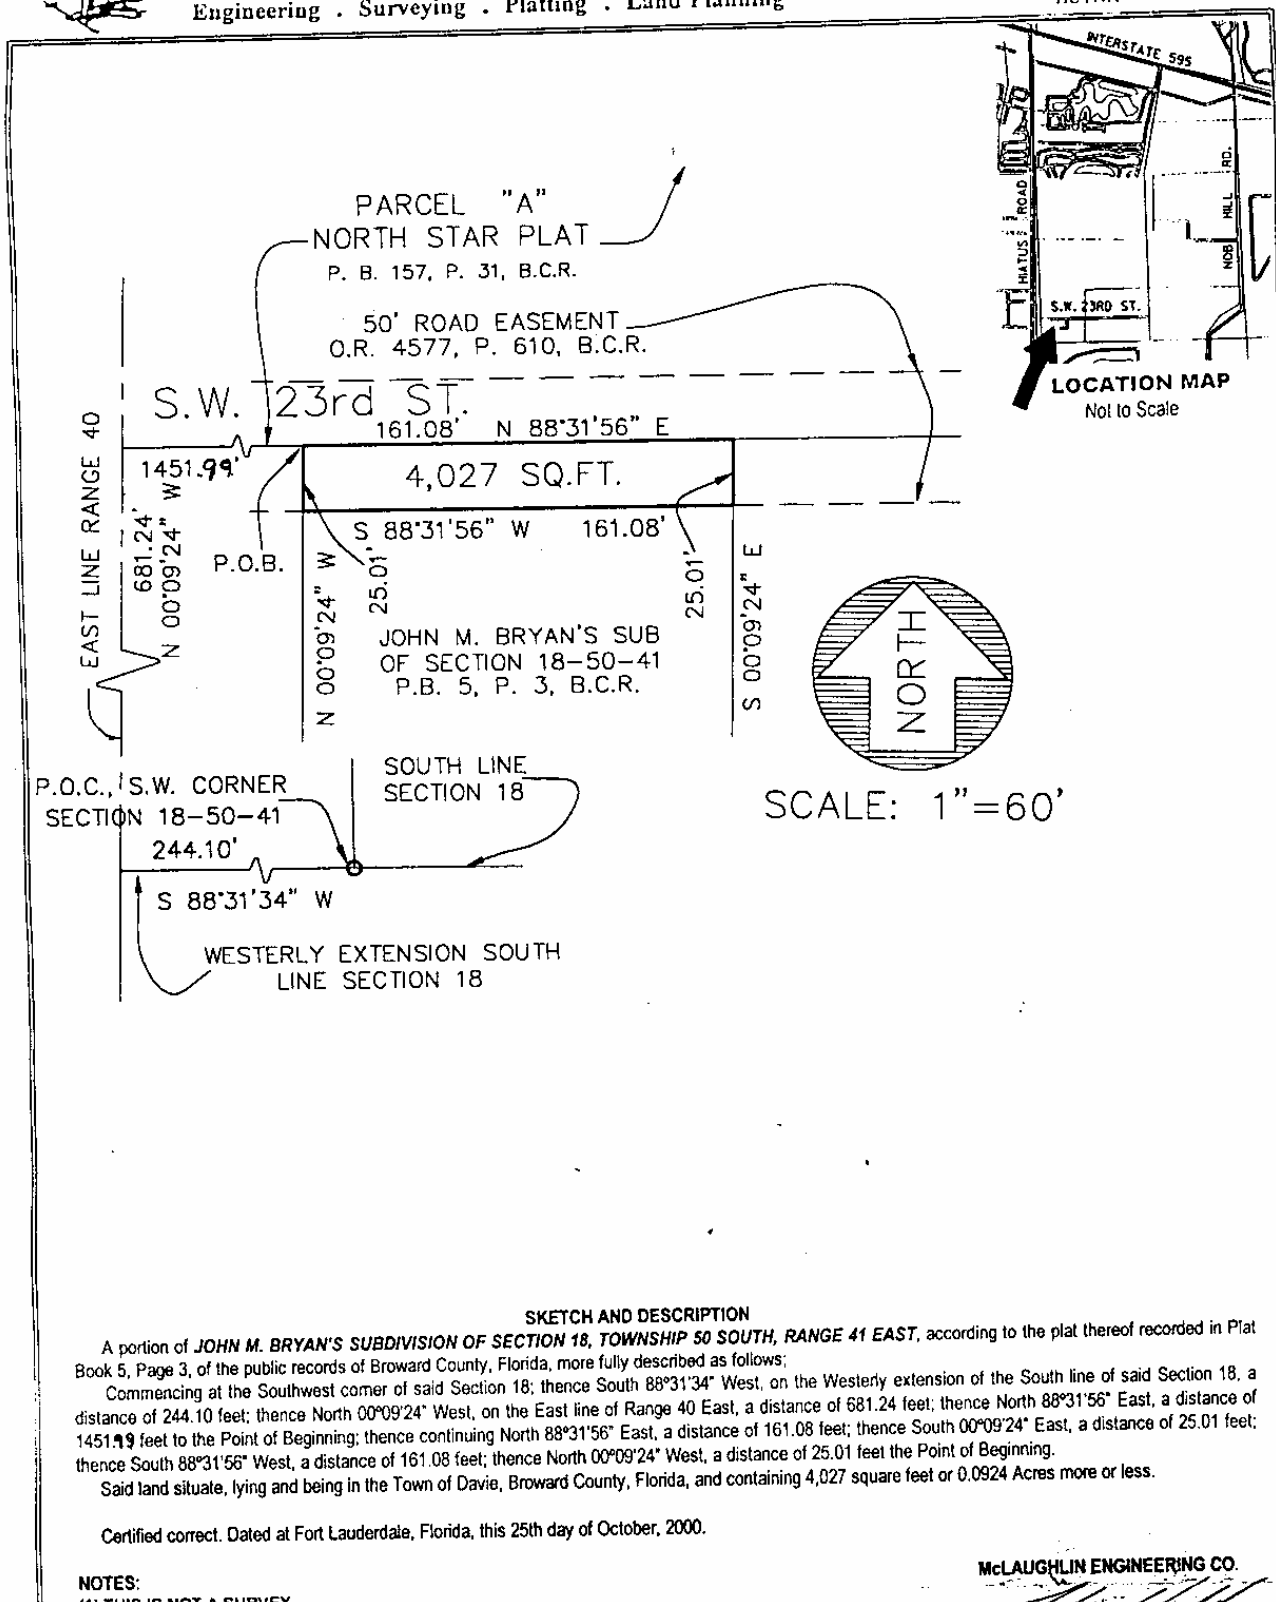 Engineering . Surveying . Platting . Land Planning
INTERSTATE 595
HIATUS ROAD
NOB HILL RD.
S.W. 23RD ST.
LOCATION MAP
Not to Scale
PARCEL "A"
NORTH STAR PLAT
P. B. 157, P. 31, B.C.R.
50' ROAD EASEMENT
O.R. 4577, P. 610, B.C.R.
S.W. 23rd ST.
161.08' N 88°31'56" E
1451.99'
4,027 SQ.FT.
EAST LINE RANGE 40
681.24'
N 00°09'24" W
P.O.B.
S 88°31'56" W 161.08'
N 00°09'24" W
25.01'
25.01'
S 00°09'24" E
JOHN M. BRYAN'S SUB
OF SECTION 18-50-41
P.B. 5, P. 3, B.C.R.
NORTH
SCALE: 1"=60'
P.O.C., S.W. CORNER
SECTION 18-50-41
SOUTH LINE
SECTION 18
244.10'
S 88°31'34" W
WESTERLY EXTENSION SOUTH
LINE SECTION 18
SKETCH AND DESCRIPTION
A portion of JOHN M. BRYAN'S SUBDIVISION OF SECTION 18, TOWNSHIP 50 SOUTH, RANGE 41 EAST, according to the plat thereof recorded in Plat
Book 5, Page 3, of the public records of Broward County, Florida, more fully described as follows;
Commencing at the Southwest corner of said Section 18; thence South 88°31'34" West, on the Westerly extension of the South line of said Section 18, a
distance of 244.10 feet; thence North 00°09'24" West, on the East line of Range 40 East, a distance of 681.24 feet; thence North 88°31'56" East, a distance of
1451.99 feet to the Point of Beginning; thence continuing North 88°31'56" East, a distance of 161.08 feet; thence South 00°09'24" East, a distance of 25.01 feet;
thence South 88°31'56" West, a distance of 161.08 feet; thence North 00°09'24" West, a distance of 25.01 feet the Point of Beginning.
Said land situate, lying and being in the Town of Davie, Broward County, Florida, and containing 4,027 square feet or 0.0924 Acres more or less.
Certified correct. Dated at Fort Lauderdale, Florida, this 25th day of October, 2000.
McLAUGHLIN ENGINEERING CO.
NOTES:
(1) THIS IS NOT A SURVEY